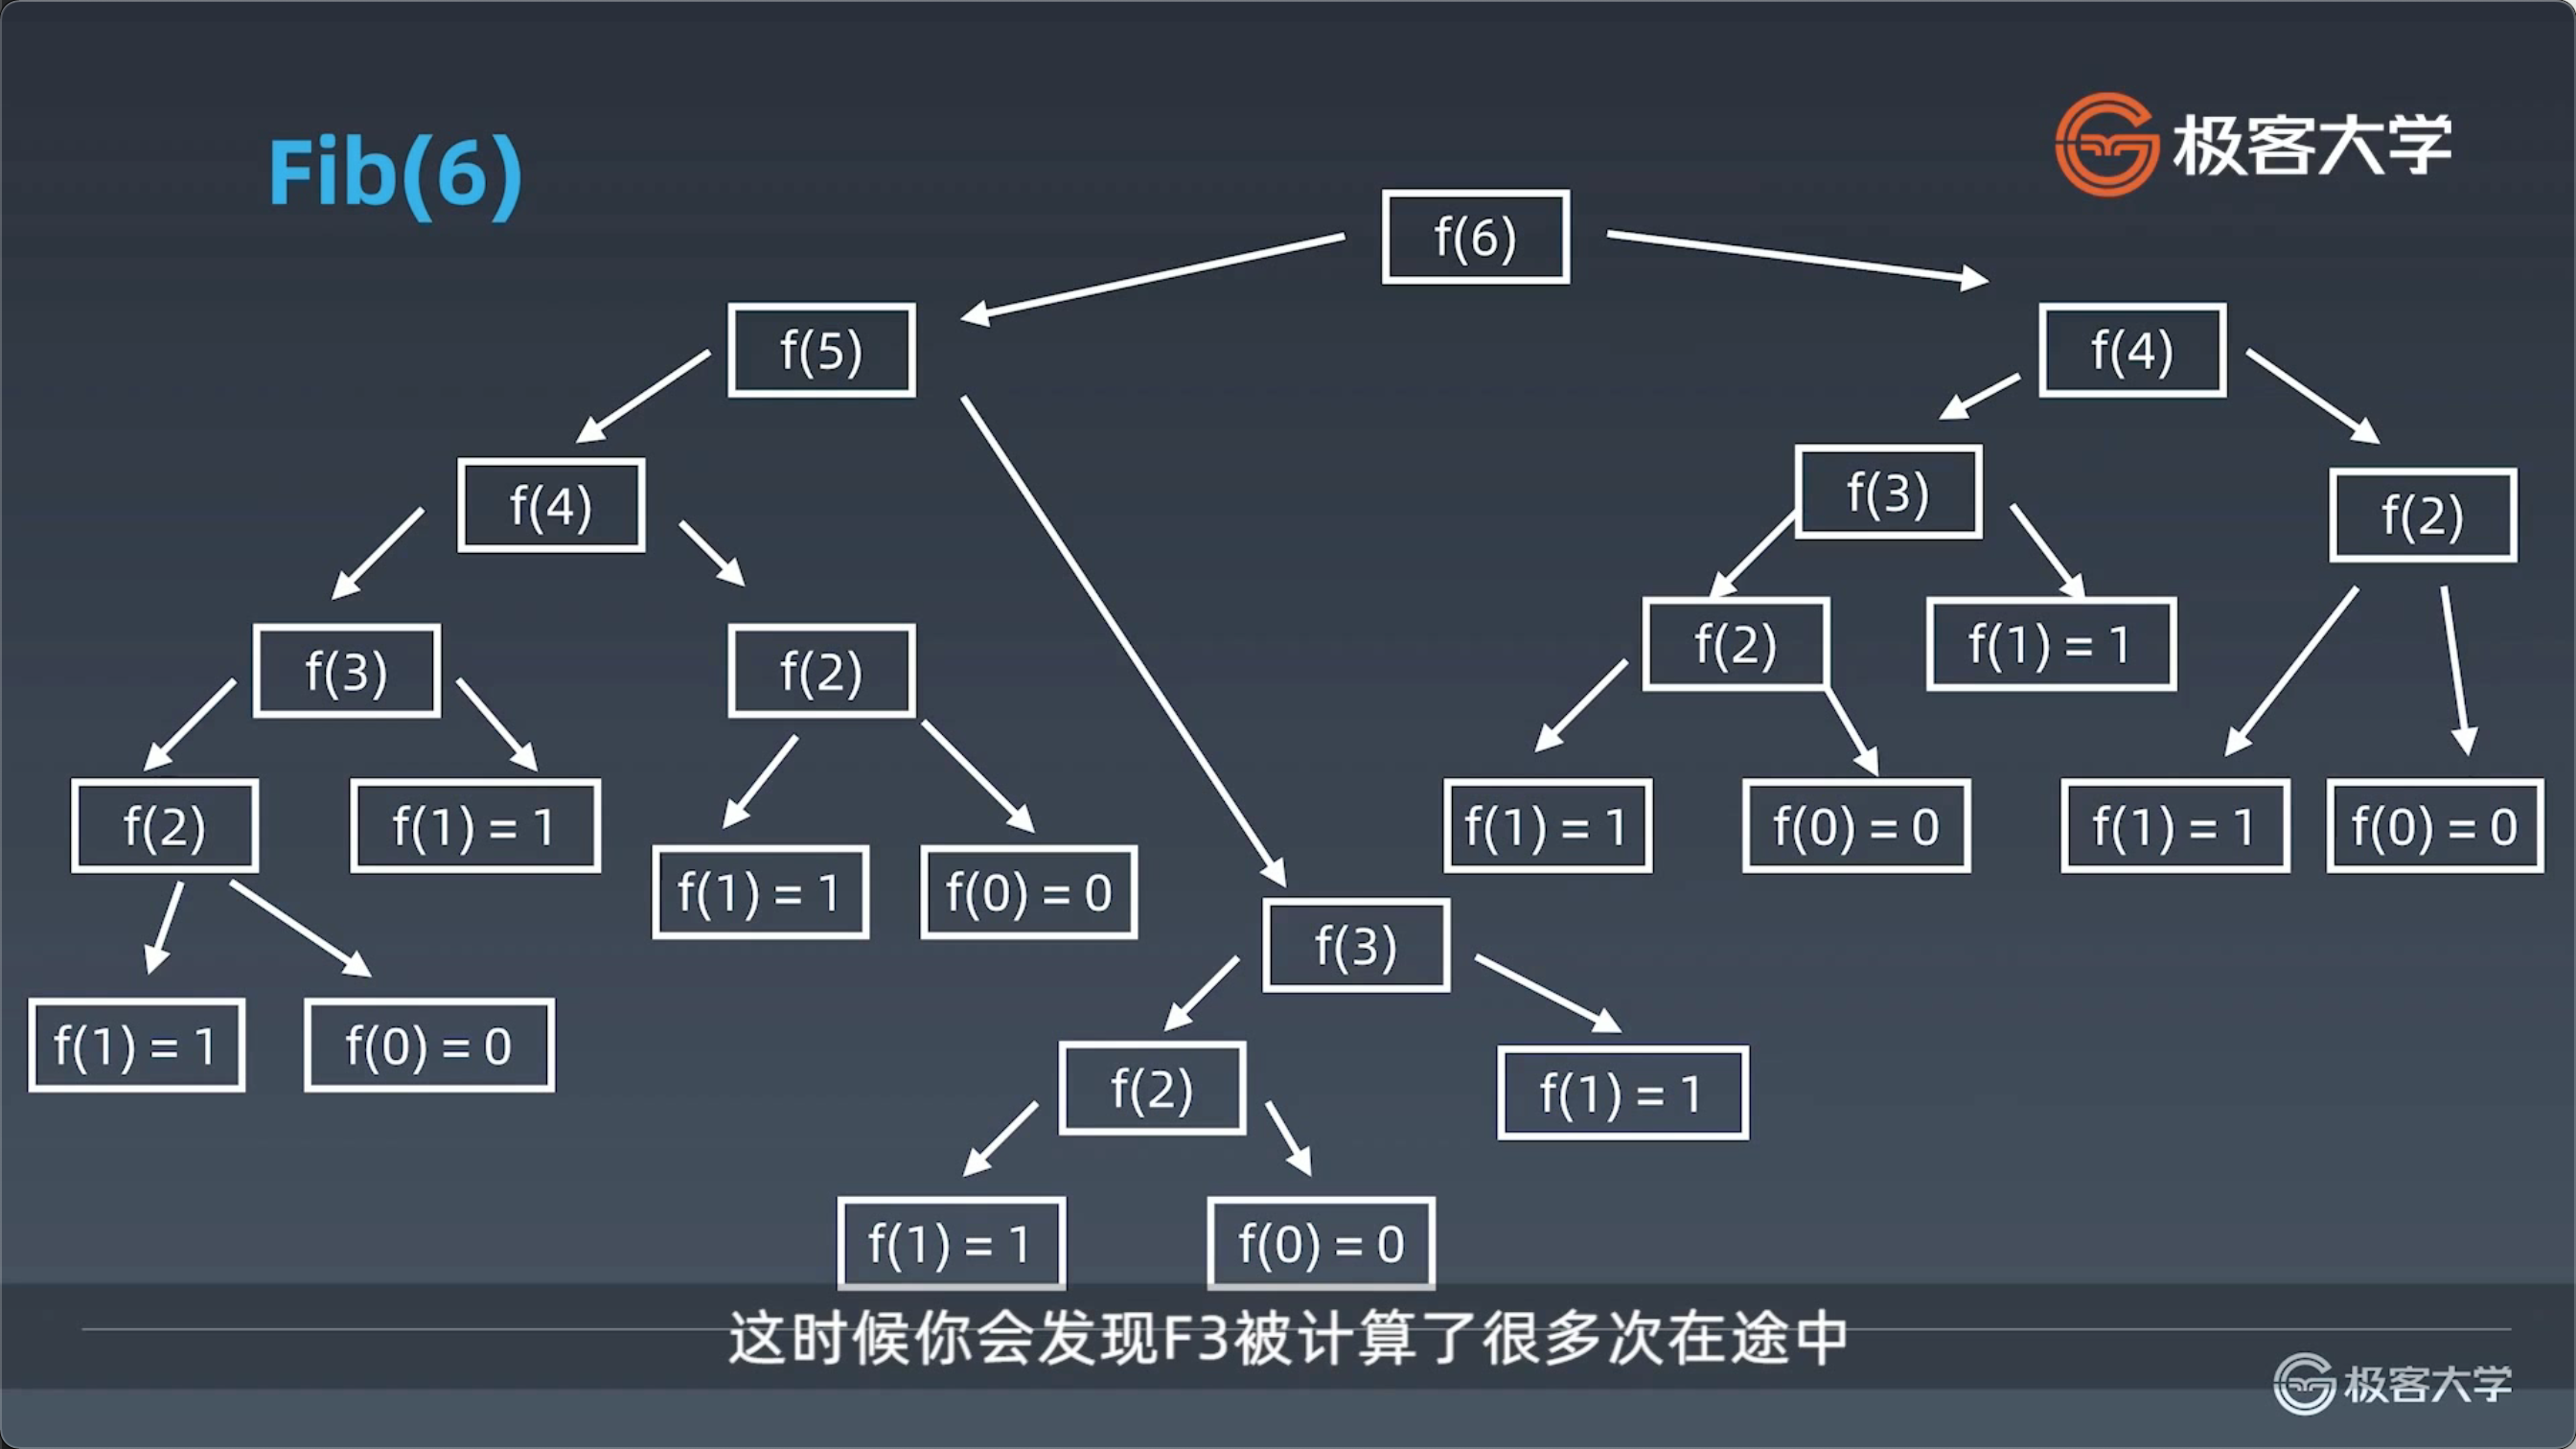 Fib(6)
极客大学
f(6)
f(5)
f(4)
f(4)
f(3)
f(2)
f(3)
f(2)
f(2)
f(1) = 1
f(2)
f(1) = 1
f(1) = 1
f(0) = 0
f(1) = 1
f(0) = 0
f(1) = 1
f(0) = 0
f(3)
f(1) = 1
f(0) = 0
f(2)
f(1) = 1
f(1) = 1
f(0) = 0
这时候你会发现F3被计算了很多次在途中
极客大学